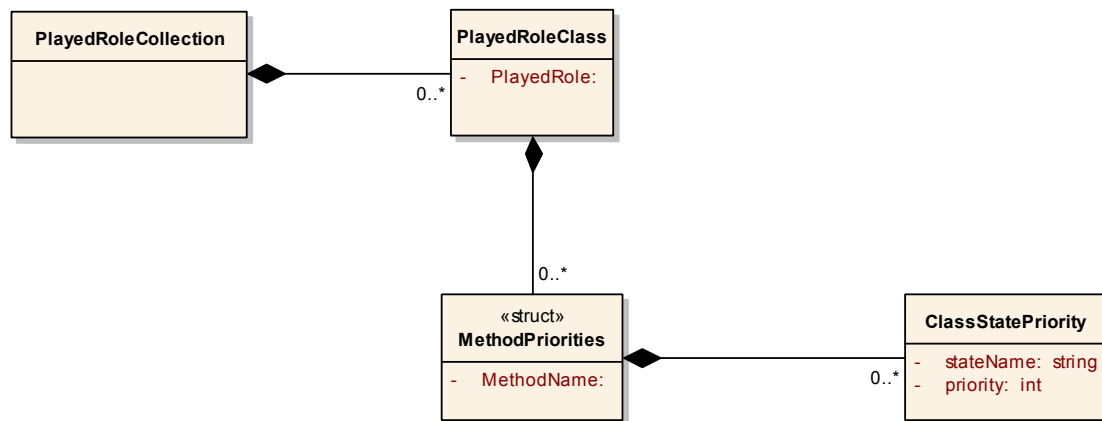 PlayedRoleCollection
PlayedRoleClass
- PlayedRole:
0..*
0..*
«struct»
MethodPriorities
- MethodName:
0..*
ClassStatePriority
- stateName: string
- priority: int